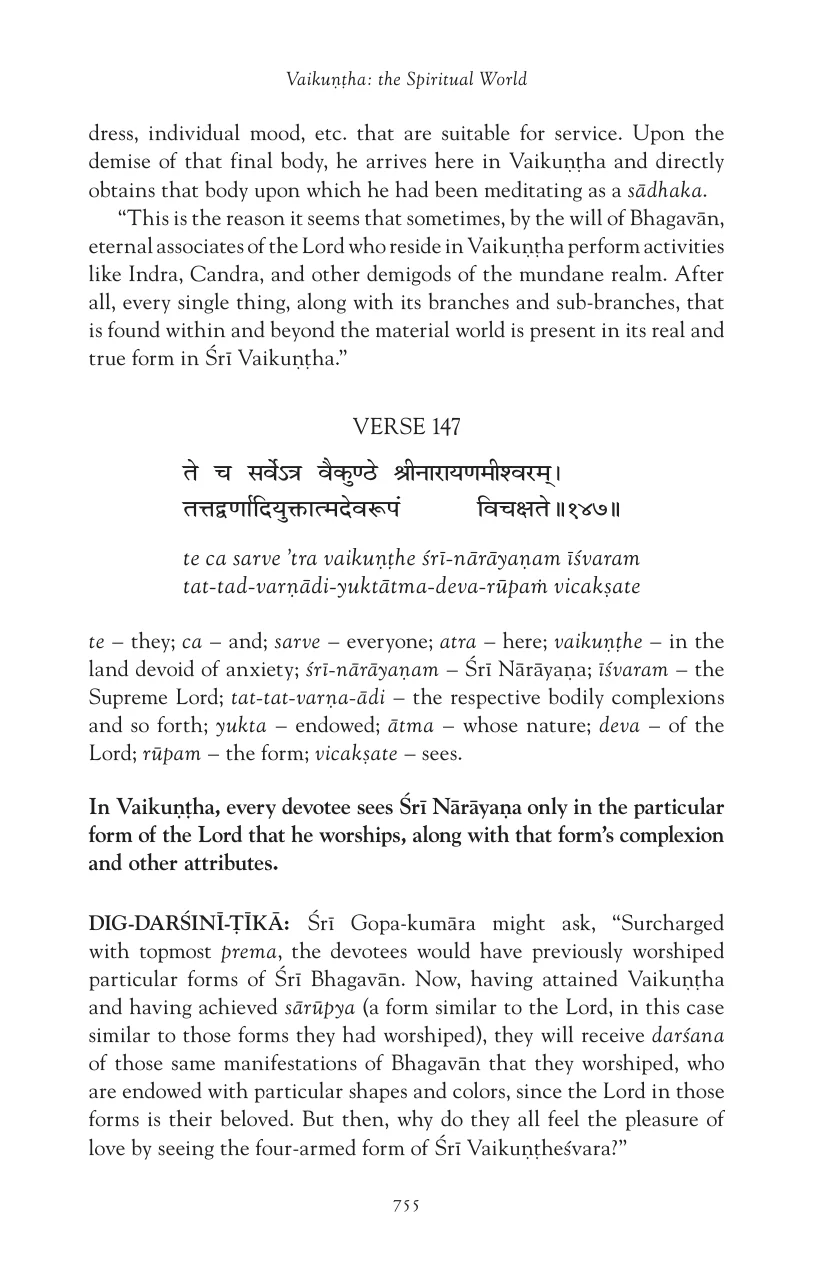 Vaikuṇṭha: the Spiritual World
dress, individual mood, etc. that are suitable for service. Upon the
demise of that final body, he arrives here in Vaikuṇṭha and directly
obtains that body upon which he had been meditating as a sādhaka.
“This is the reason it seems that sometimes, by the will of Bhagavān,
eternal associates of the Lord who reside in Vaikuṇṭha perform activities
like Indra, Candra, and other demigods of the mundane realm. After
all, every single thing, along with its branches and sub-branches, that
is found within and beyond the material world is present in its real and
true form in Śrī Vaikuṇṭha.”
VERSE 147
ते च सर्वेऽत्र वैकुण्ठे श्रीनारायणमीश्वरम्।
तत्तद्वर्णादियुक्तात्मदेवरूपं विचक्षते॥१४७॥
te ca sarve ’tra vaikuṇṭhe śrī-nārāyaṇam īśvaram
tat-tad-varṇādi-yuktātma-deva-rūpaṁ vicakṣate
te – they; ca – and; sarve – everyone; atra – here; vaikuṇṭhe – in the
land devoid of anxiety; śrī-nārāyaṇam – Śrī Nārāyaṇa; īśvaram – the
Supreme Lord; tat-tat-varṇa-ādi – the respective bodily complexions
and so forth; yukta – endowed; ātma – whose nature; deva – of the
Lord; rūpam – the form; vicakṣate – sees.
In Vaikuṇṭha, every devotee sees Śrī Nārāyaṇa only in the particular
form of the Lord that he worships, along with that form’s complexion
and other attributes.
DIG-DARŚINĪ-ṬĪKĀ: Śrī Gopa-kumāra might ask, “Surcharged
with topmost prema, the devotees would have previously worshiped
particular forms of Śrī Bhagavān. Now, having attained Vaikuṇṭha
and having achieved sārūpya (a form similar to the Lord, in this case
similar to those forms they had worshiped), they will receive darśana
of those same manifestations of Bhagavān that they worshiped, who
are endowed with particular shapes and colors, since the Lord in those
forms is their beloved. But then, why do they all feel the pleasure of
love by seeing the four-armed form of Śrī Vaikuṇṭheśvara?”
755